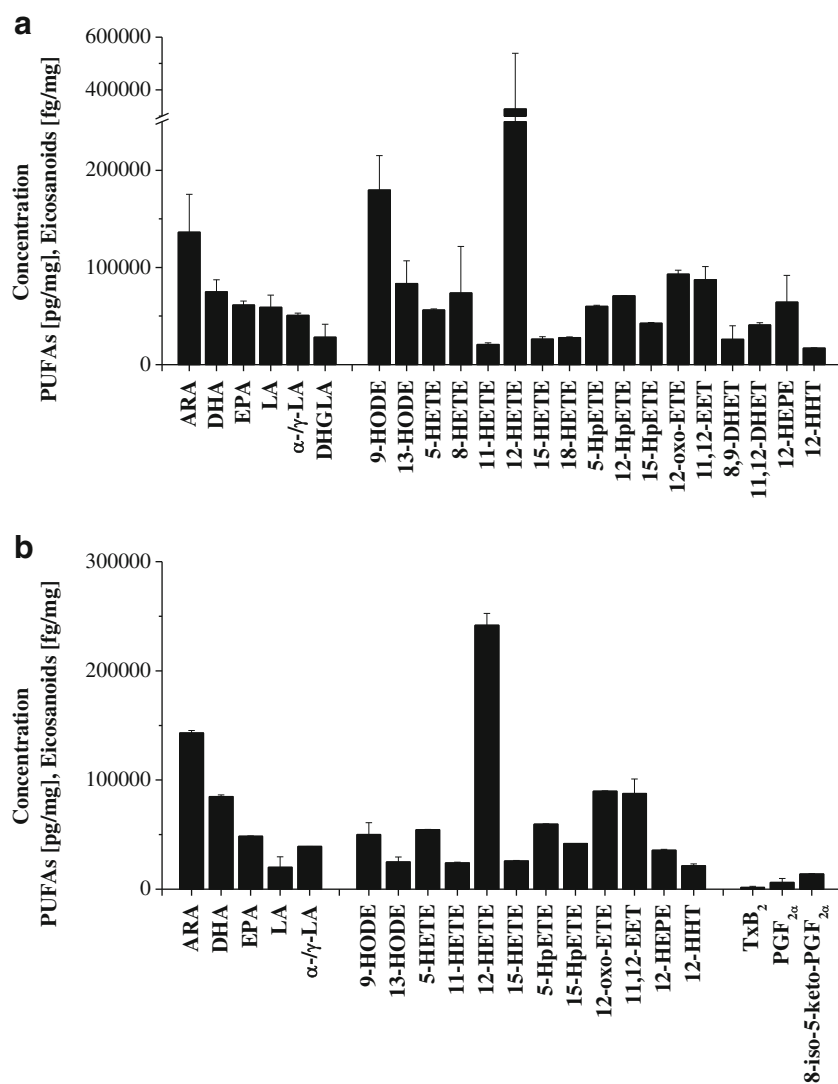 a
Concentration
PUFAs [pg/mg], Eicosanoids [fg/mg]
600000
400000
200000
100000
0
ARA
DHA
EPA
LA
α-/γ-LA
DHGLA
9-HODE
13-HODE
5-HETE
8-HETE
11-HETE
12-HETE
15-HETE
18-HETE
5-HpETE
12-HpETE
15-HpETE
12-oxo-ETE
11,12-EET
8,9-DHET
11,12-DHET
12-HEPE
12-HHT
b
Concentration
PUFAs [pg/mg], Eicosanoids [fg/mg]
300000
200000
100000
0
ARA
DHA
EPA
LA
α-/γ-LA
9-HODE
13-HODE
5-HETE
11-HETE
12-HETE
15-HETE
5-HpETE
15-HpETE
12-oxo-ETE
11,12-EET
12-HEPE
12-HHT
TxB₂
PGF₂α
8-iso-5-keto-PGF₂α